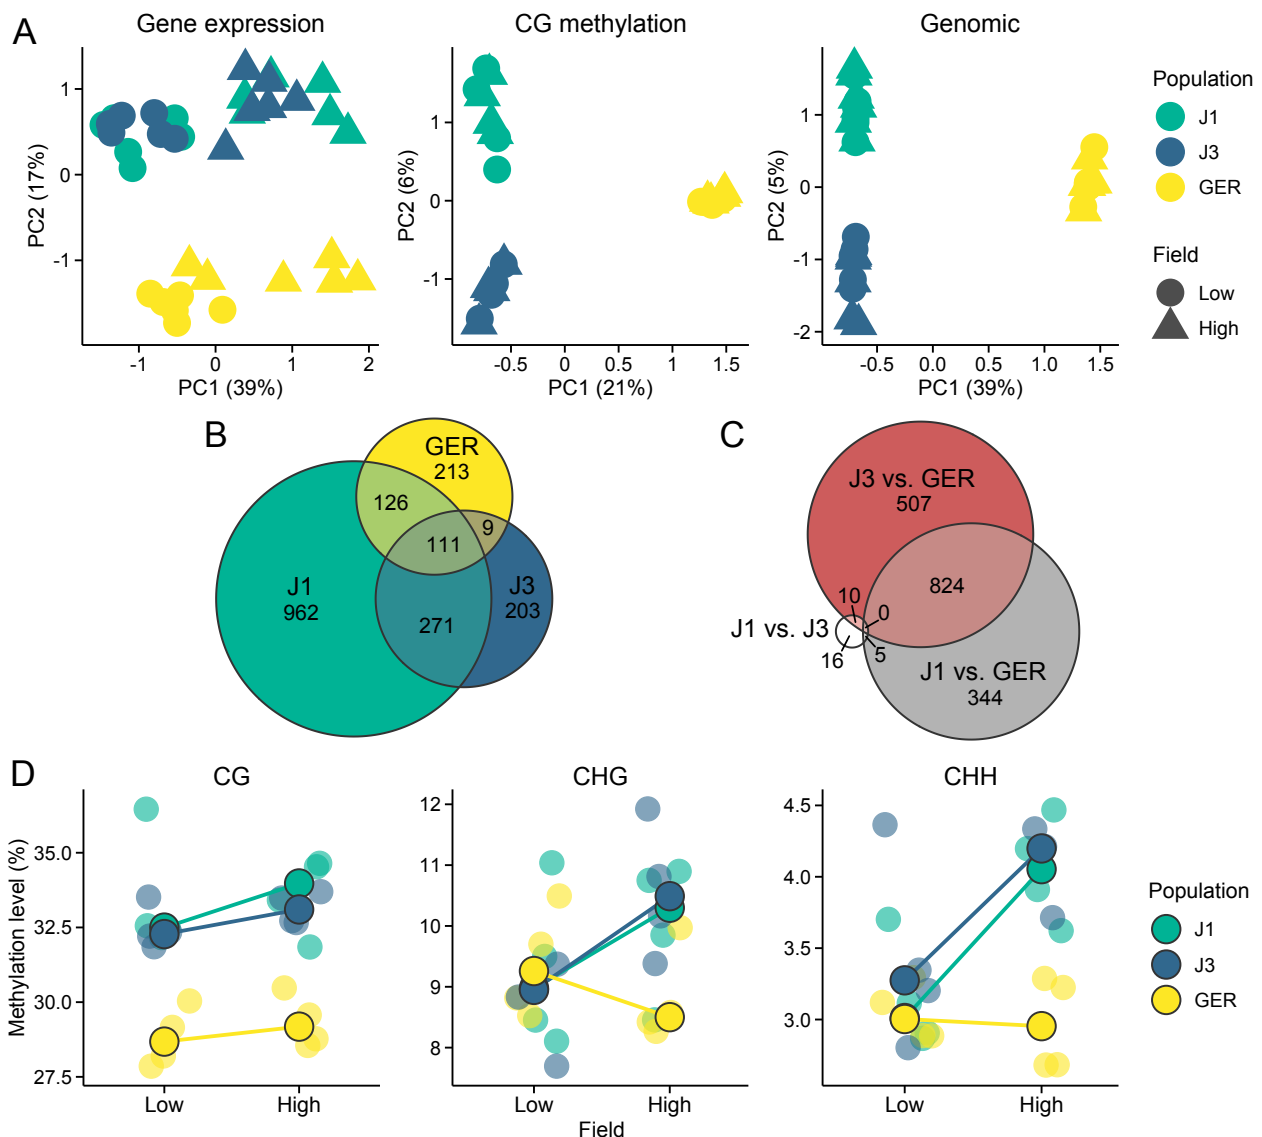 A
Gene expression
CG methylation
Genomic
PC2 (17%)
1
0
-1
-1
0
1
2
PC1 (39%)
PC2 (6%)
1
0
-1
-0.5
0
0.5
1
1.5
PC1 (21%)
PC2 (5%)
1
0
-1
-2
-0.5
0.0
0.5
1.0
1.5
PC1 (39%)
Population
J1
J3
GER
Field
Low
High
B
GER
213
126
9
111
J1
962
J3
203
271
C
J3 vs. GER
507
824
10
0
J1 vs. J3
16
5
J1 vs. GER
344
D
CG
CHG
CHH
Methylation level (%)
35.0
32.5
30.0
27.5
Low
High
12
11
10
9
8
Low
High
Field
4.5
4.0
3.5
3.0
Low
High
Population
J1
J3
GER